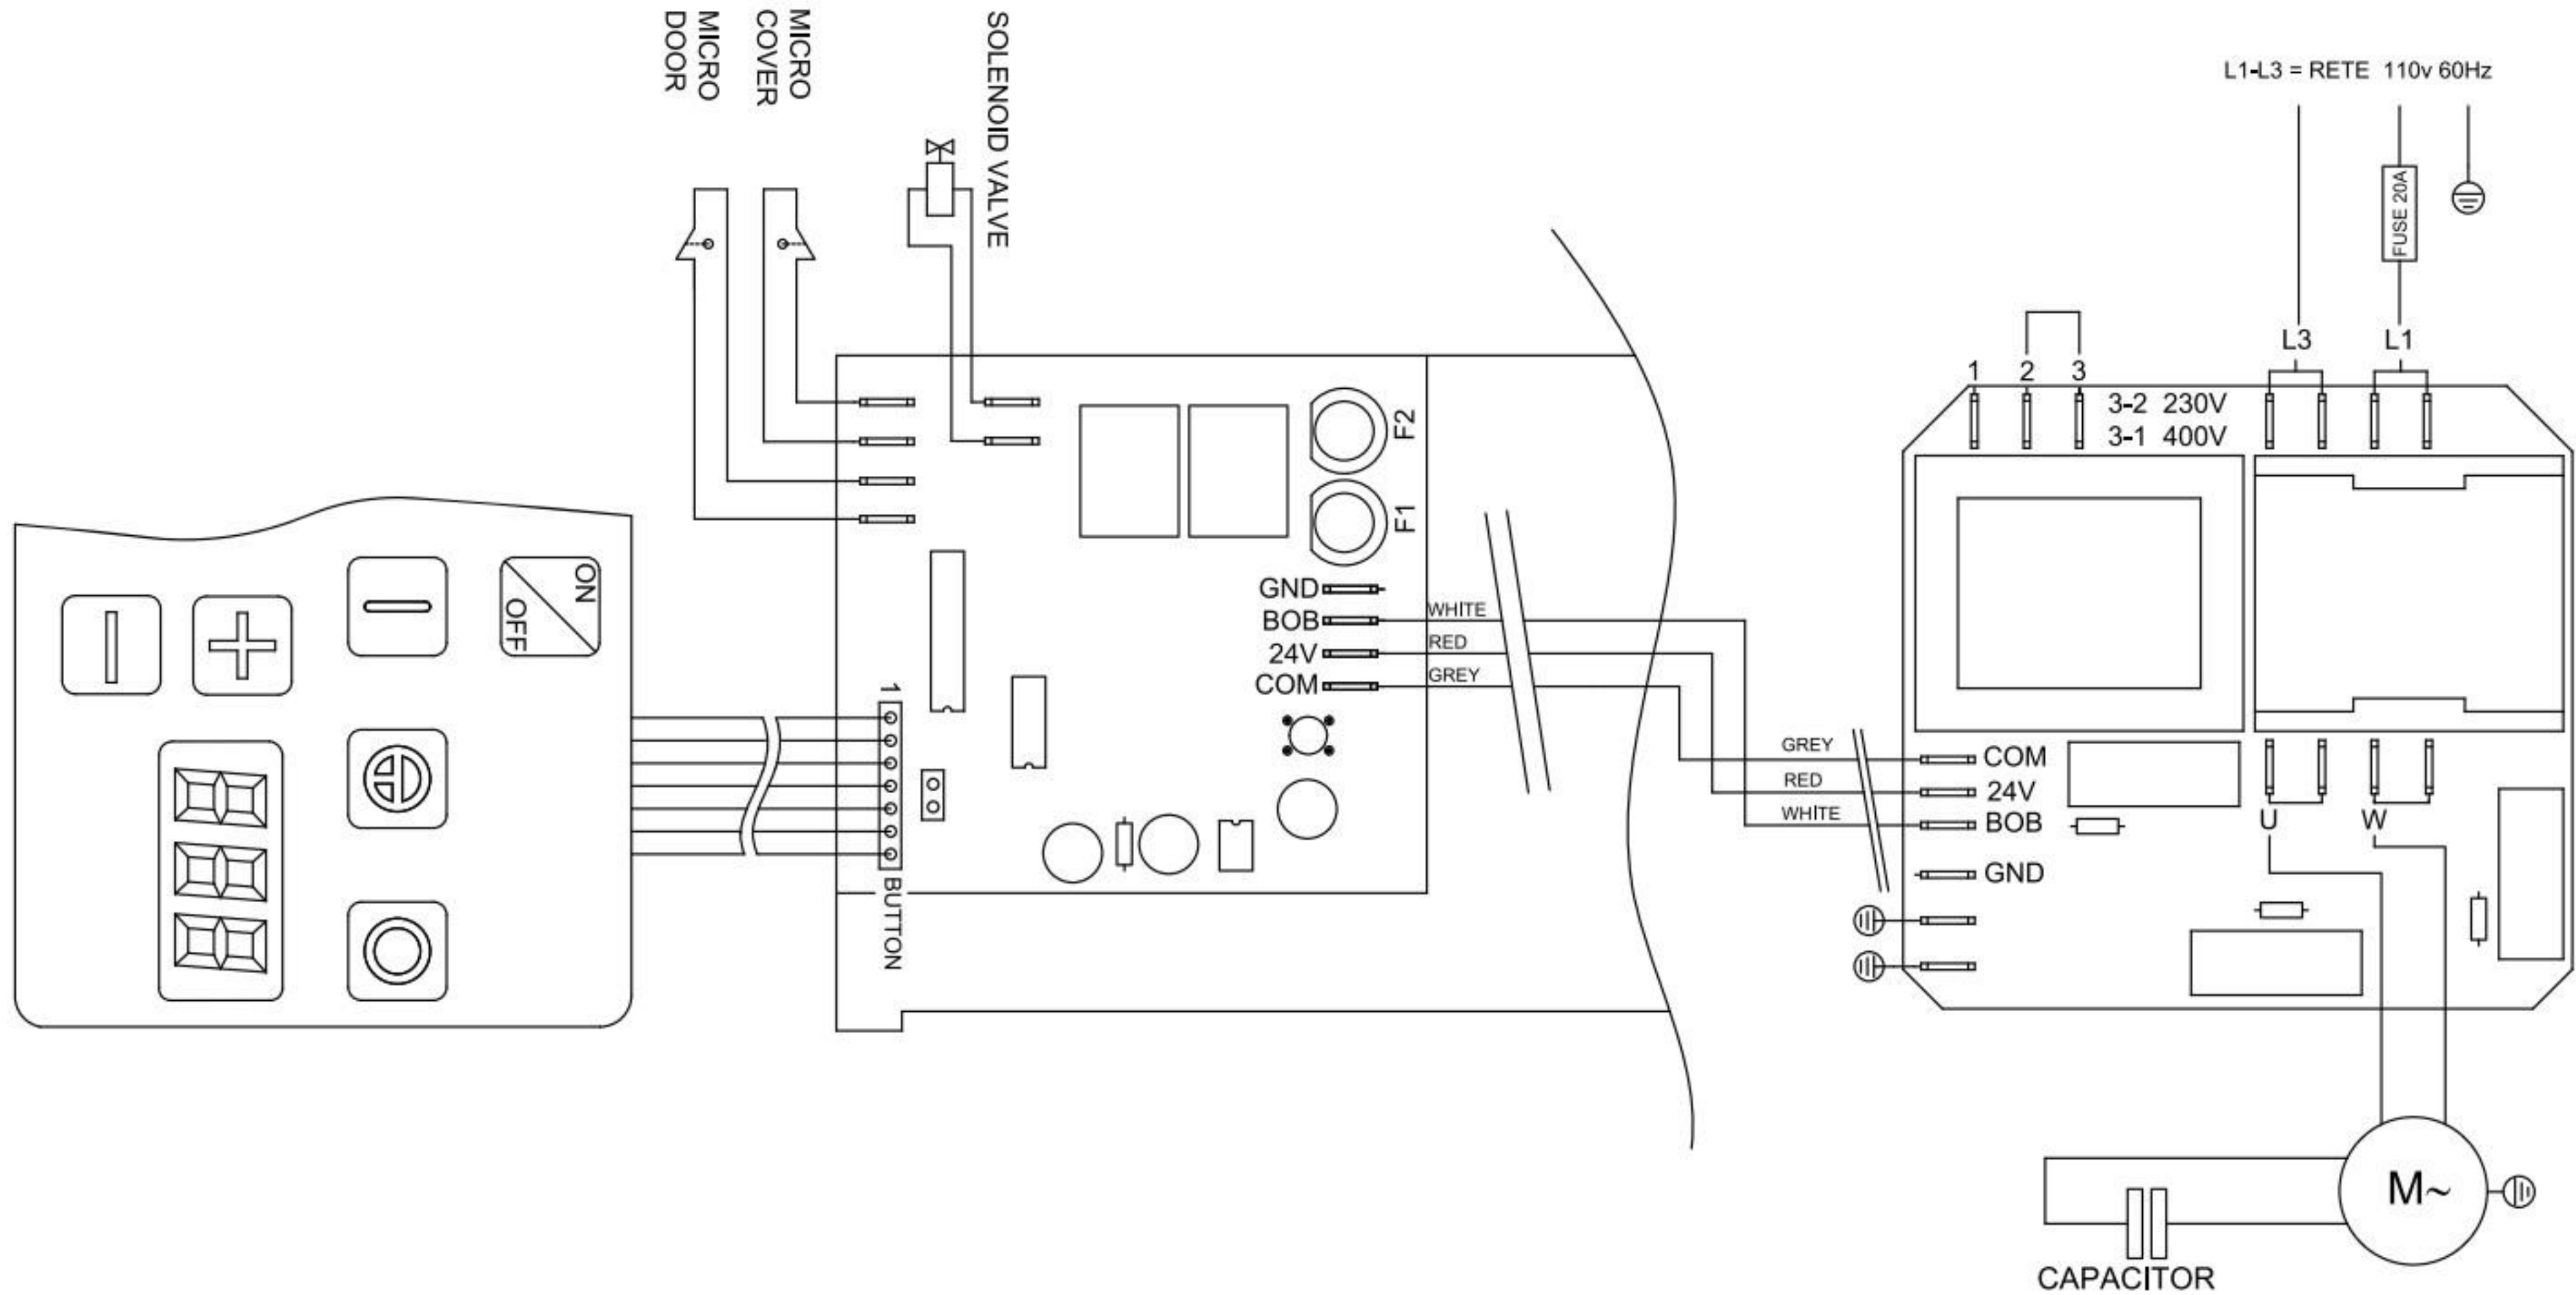 MICRO
DOOR
MICRO
COVER
SOLENOID VALVE
L1-L3 = RETE 110v 60Hz
FUSE 20A
L3
L1
1
2
3
3-2 230V
3-1 400V
F2
F1
GND
BOB
24V
COM
WHITE
RED
GREY
ON
OFF
1
BUTTON
GREY
RED
WHITE
COM
24V
BOB
GND
U
W
M~
CAPACITOR